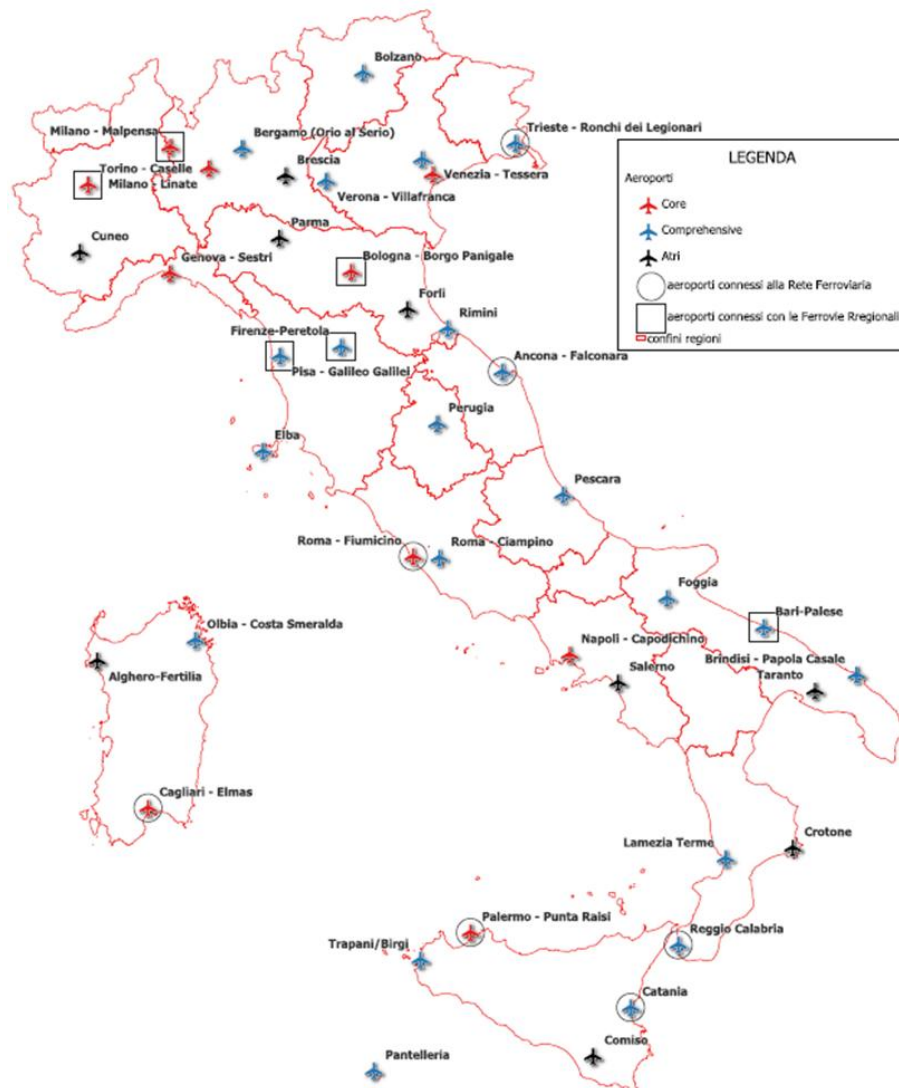 Bolzano
Milano - Malpensa
Bergamo (Orio al Serio)
Trieste - Ronchi dei Legionari
Torino - Caselle
Milano - Linate
Brescia
Venezia - Tessera
Verona - Villafranca
LEGENDA
Aeroporti
Core
Comprehensive
Atri
aeroporti connessi alla Rete Ferroviaria
aeroporti connessi con le Ferrovie Rregionali
confini regioni
Cuneo
Parma
Genova - Sestri
Bologna - Borgo Panigale
Forlì
Rimini
Firenze-Peretola
Pisa - Galileo Galilei
Ancona - Falconara
Perugia
Elba
Pescara
Roma - Fiumicino
Roma - Ciampino
Foggia
Bari-Palese
Olbia - Costa Smeralda
Napoli - Capodichino
Alghero-Fertilia
Salerno
Brindisi - Papola Casale
Taranto
Cagliari - Elmas
Lamezia Terme
Crotone
Palermo - Punta Raisi
Reggio Calabria
Trapani/Birgi
Catania
Comiso
Pantelleria